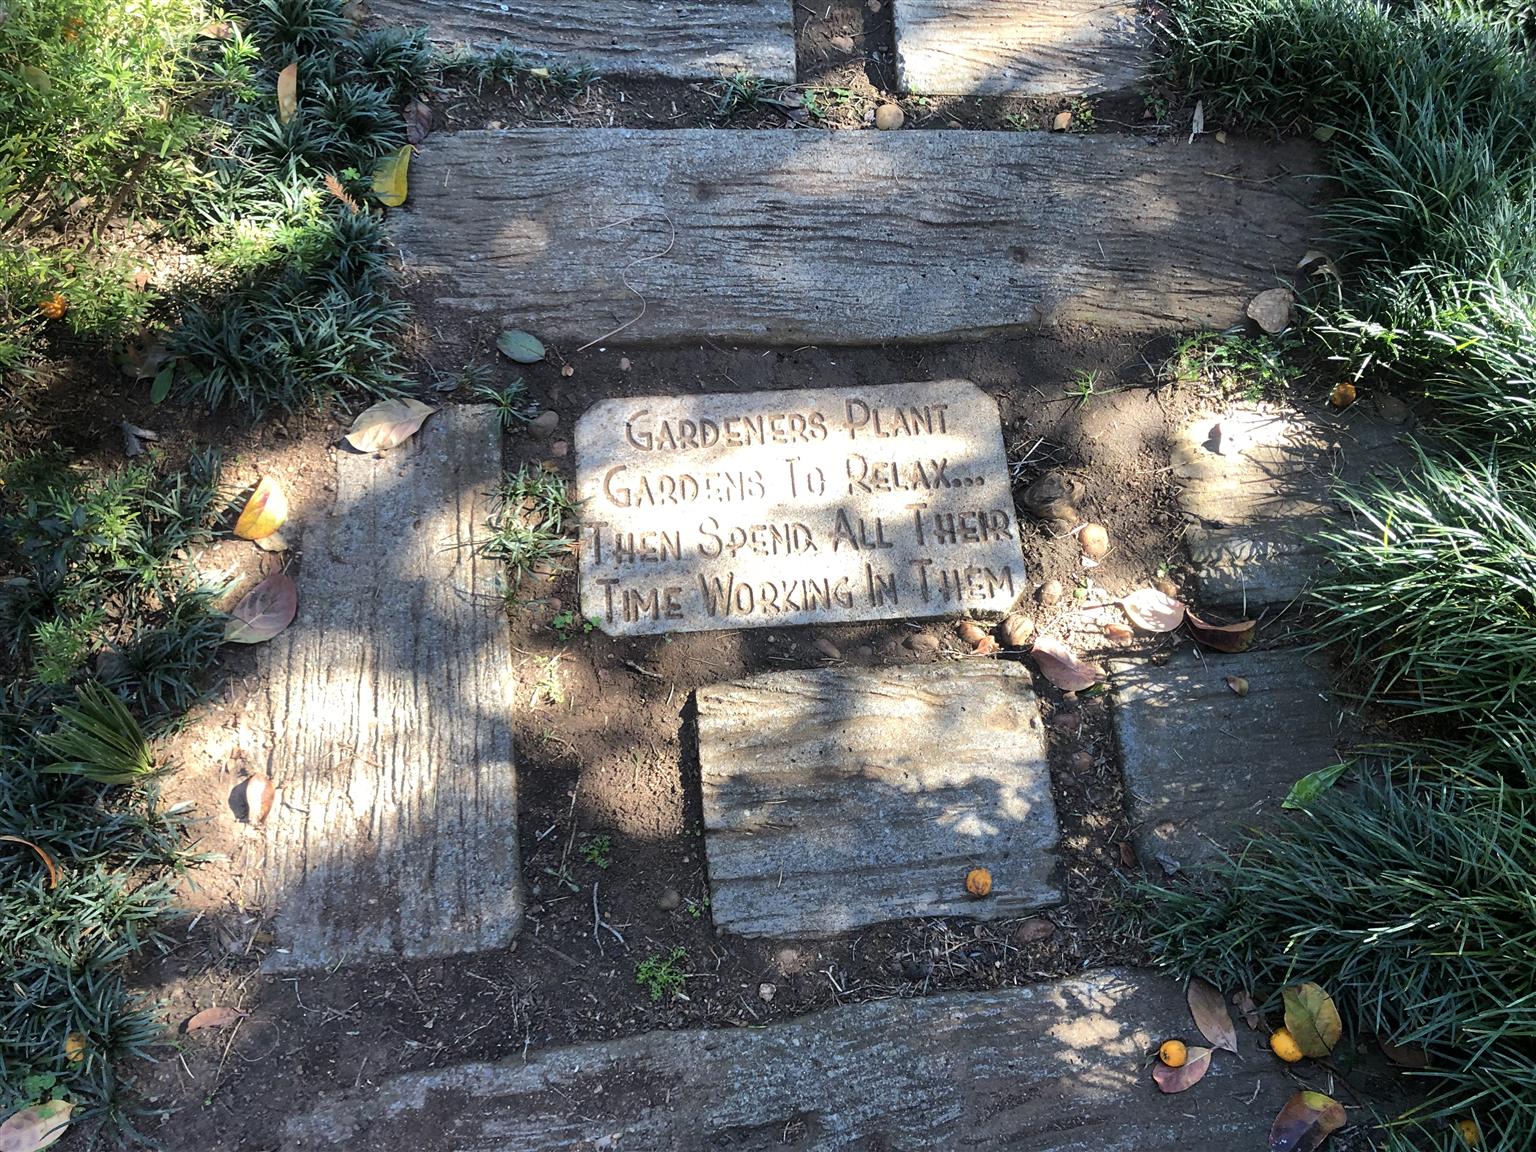 GARDENERS PLANT
GARDENS TO RELAX...
THEN SPEND ALL THEIR
TIME WORKING IN THEM